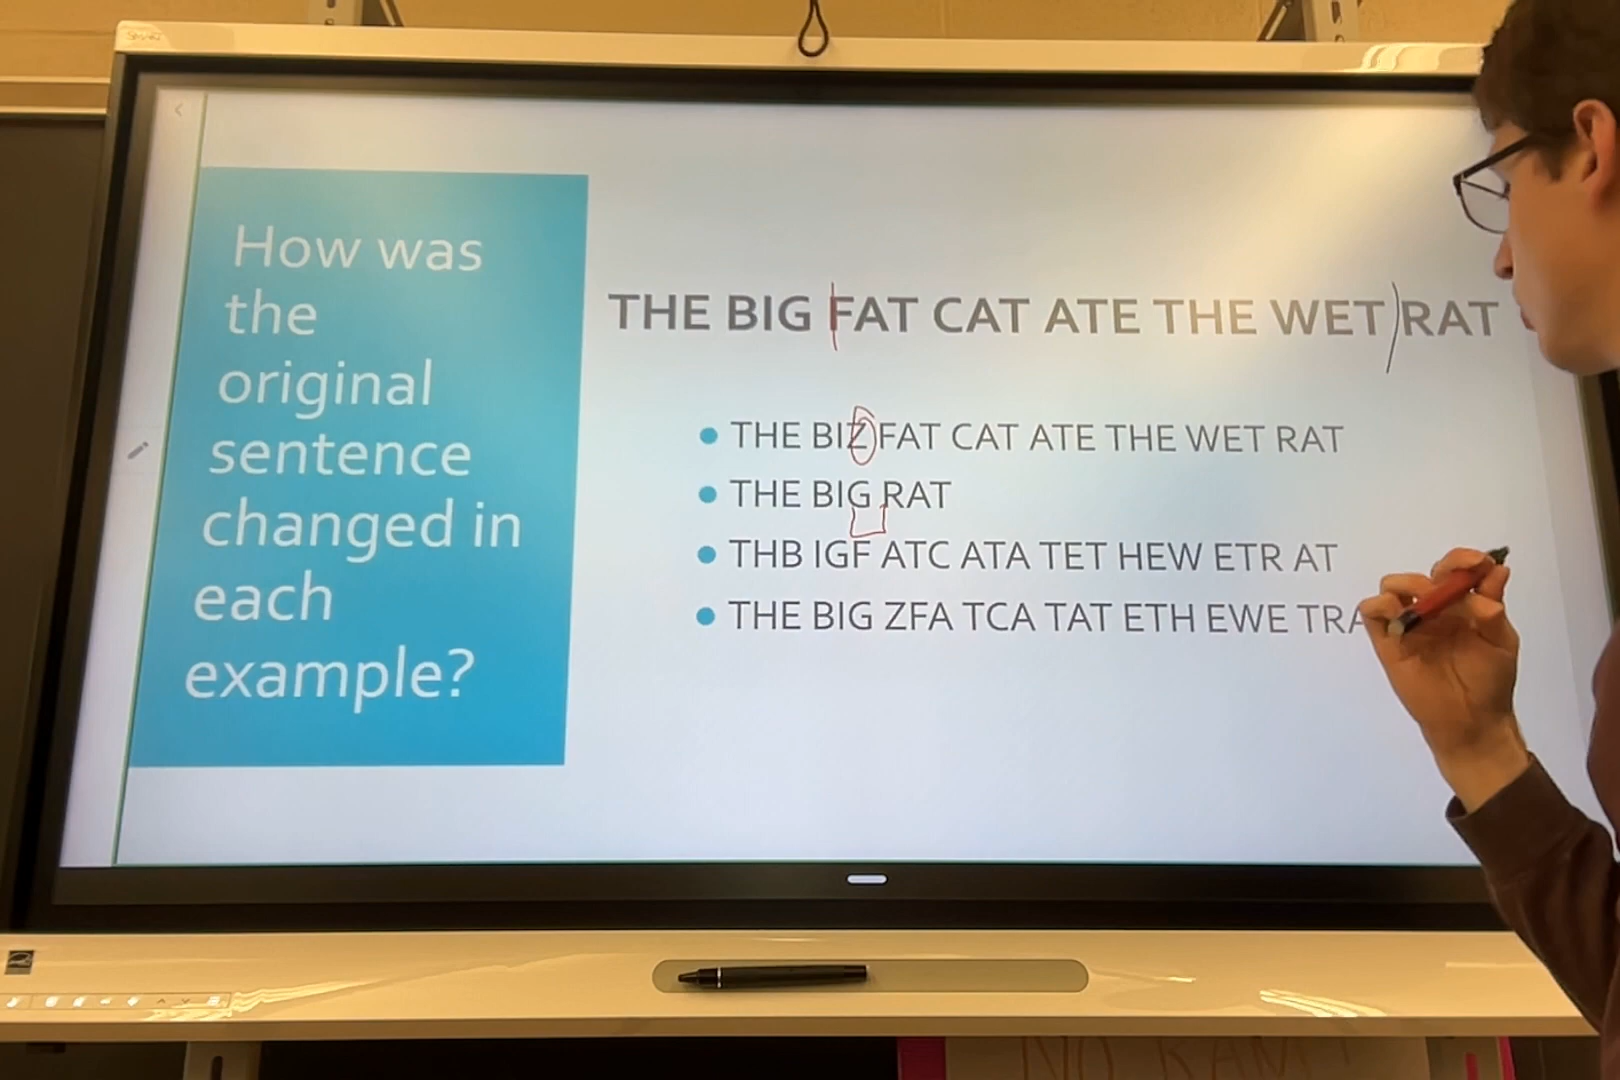 SMART
How was
the
original
sentence
changed in
each
example?
THE BIG FAT CAT ATE THE WET RAT
THE BIZ FAT CAT ATE THE WET RAT
THE BIG RAT
THB IGF ATC ATA TET HEW ETR AT
THE BIG ZFA TCA TAT ETH EWE TRA